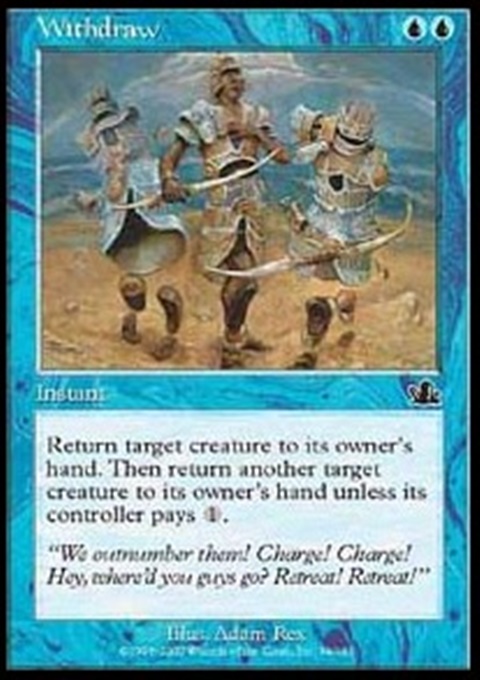 Withdraw
Instant
Return target creature to its owner's
hand. Then return another target
creature to its owner's hand unless its
controller pays 1.
"We outnumber them! Charge! Charge!
Hey, where'd you guys go? Retreat! Retreat!"
Illus. Adam Rex